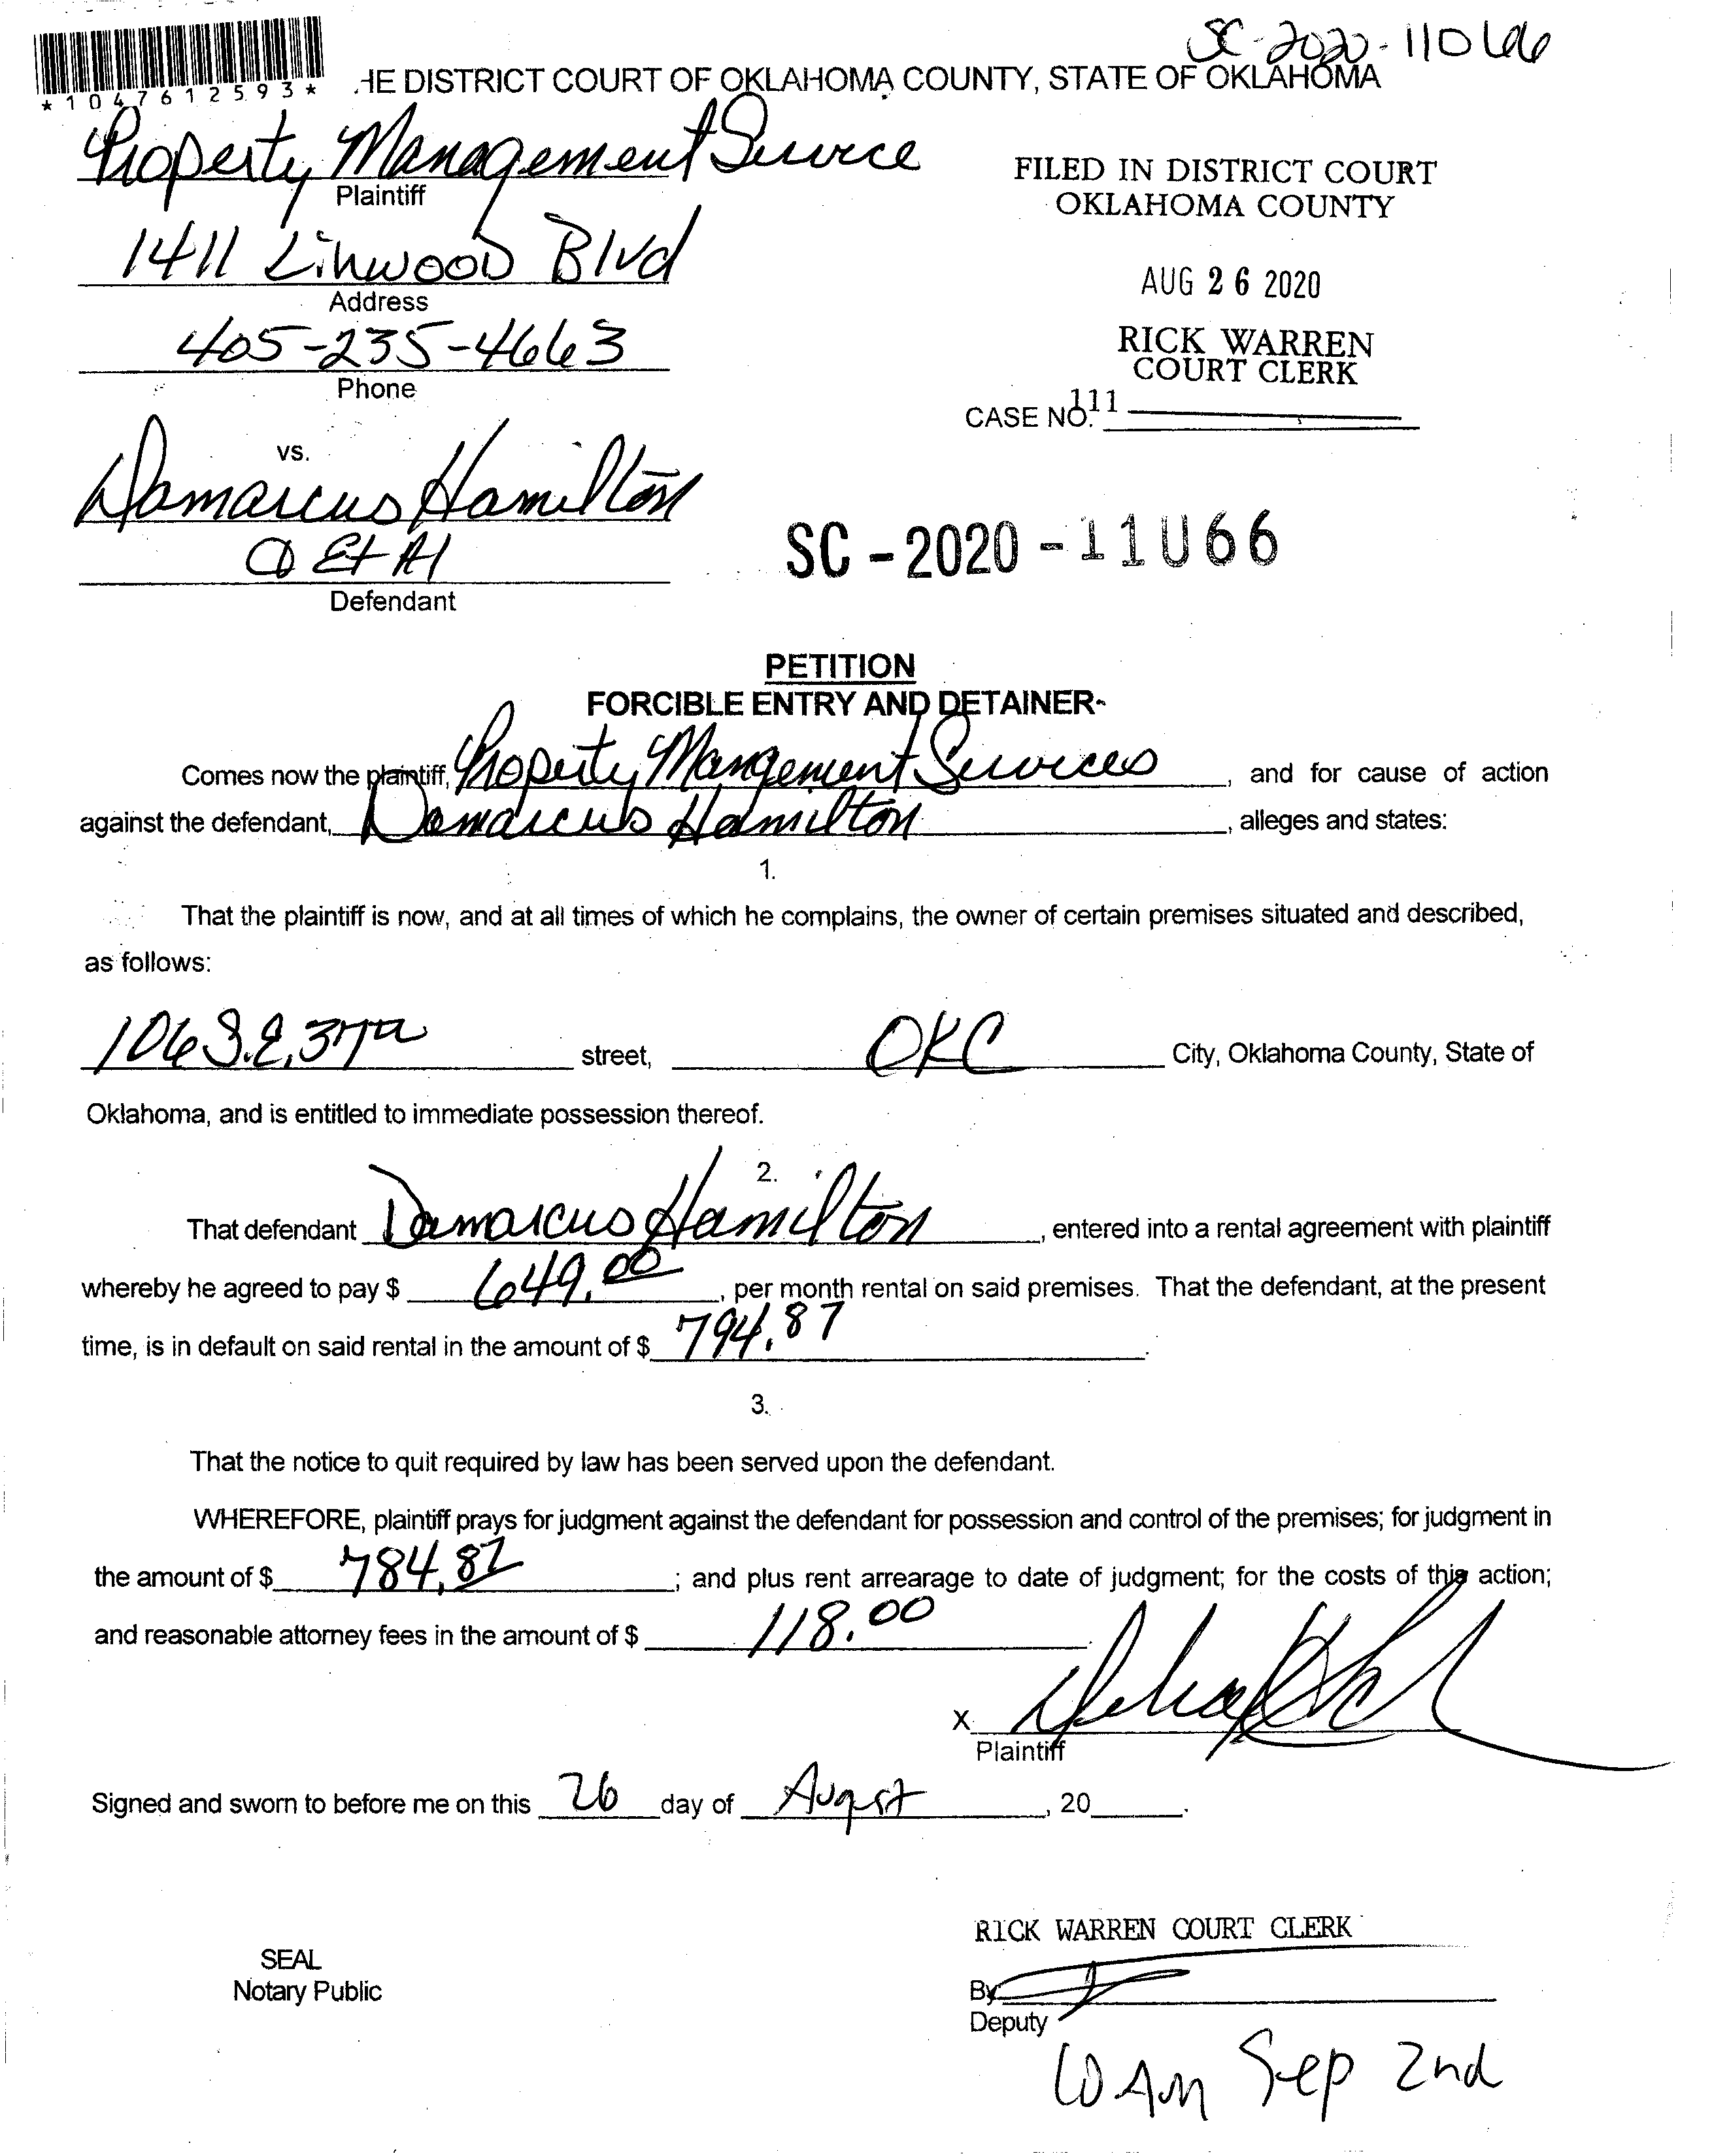 SC-2020-11066
*1047612593*
HE DISTRICT COURT OF OKLAHOMA COUNTY, STATE OF OKLAHOMA
Property Management Service
Plaintiff
FILED IN DISTRICT COURT
OKLAHOMA COUNTY
1411 Linwood Blvd
Address
AUG 26 2020
405-235-4663
Phone
RICK WARREN
COURT CLERK
CASE NO. 111
vs.
Damarcus Hamilton
Et Al
Defendant
SC-2020-11066
PETITION
FORCIBLE ENTRY AND DETAINER-
Comes now the plaintiff, Property Mangement Services, and for cause of action
against the defendant, Damarcus Hamilton, alleges and states:
1.
That the plaintiff is now, and at all times of which he complains, the owner of certain premises situated and described,
as follows:
106 S.E. 37th street, OKC City, Oklahoma County, State of
Oklahoma, and is entitled to immediate possession thereof.
2.
That defendant Damarcus Hamilton, entered into a rental agreement with plaintiff
whereby he agreed to pay $ 649.00, per month rental on said premises. That the defendant, at the present
time, is in default on said rental in the amount of $ 794.87.
3.
That the notice to quit required by law has been served upon the defendant.
WHEREFORE, plaintiff prays for judgment against the defendant for possession and control of the premises; for judgment in
the amount of $ 784.87; and plus rent arrearage to date of judgment; for the costs of this action;
and reasonable attorney fees in the amount of $ 118.00.
X
Plaintiff
Signed and sworn to before me on this 26 day of August, 20.
RICK WARREN COURT CLERK
SEAL
Notary Public
By
Deputy
10 AM Sep 2nd